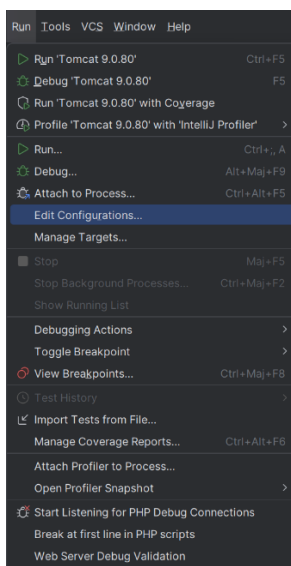 Run Tools VCS Window Help
Run 'Tomcat 9.0.80' Ctrl+F5
Debug 'Tomcat 9.0.80' F5
Run 'Tomcat 9.0.80' with Coverage
Profile 'Tomcat 9.0.80' with 'IntelliJ Profiler'
Run... Ctrl+;, A
Debug... Alt+Maj+F9
Attach to Process... Ctrl+Alt+F5
Edit Configurations...
Manage Targets...
Stop Maj+F5
Stop Background Processes... Ctrl+Maj+F2
Show Running List
Debugging Actions
Toggle Breakpoint
View Breakpoints... Ctrl+Maj+F8
Test History
Import Tests from File...
Manage Coverage Reports... Ctrl+Alt+F6
Attach Profiler to Process...
Open Profiler Snapshot
Start Listening for PHP Debug Connections
Break at first line in PHP scripts
Web Server Debug Validation